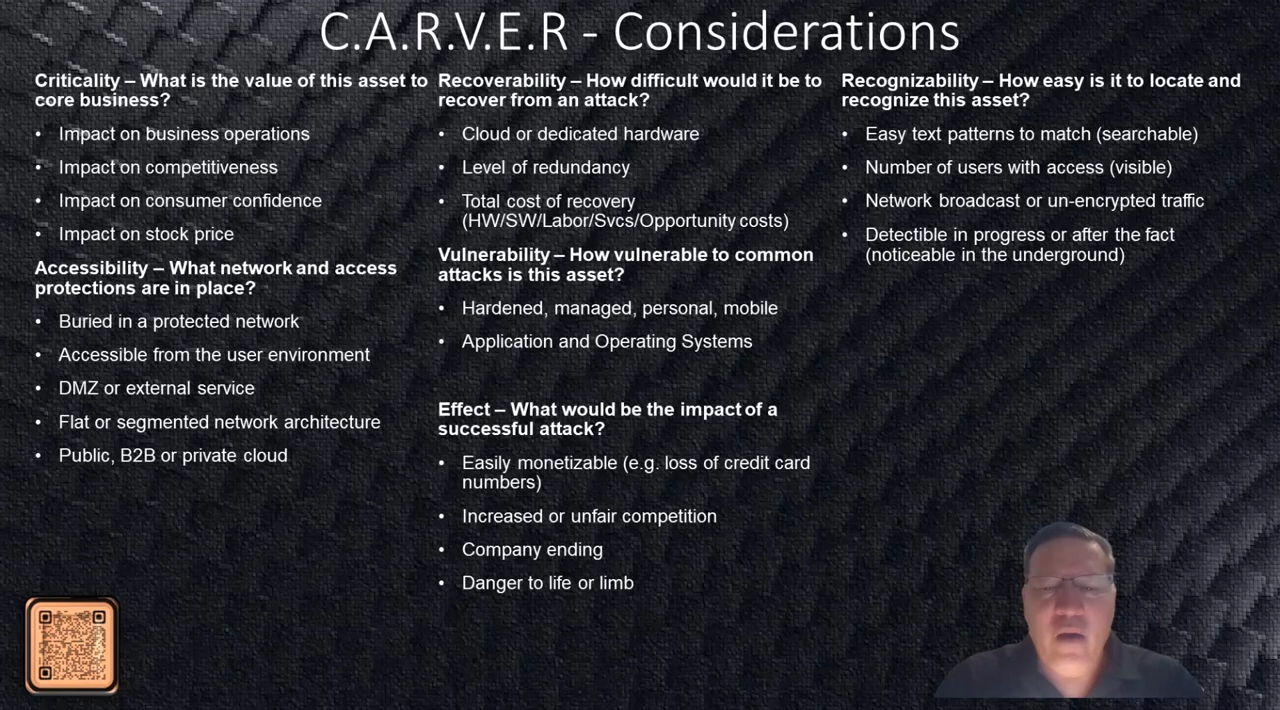 C.A.R.V.E.R - Considerations
Criticality – What is the value of this asset to
core business?
• Impact on business operations
• Impact on competitiveness
• Impact on consumer confidence
• Impact on stock price
Accessibility – What network and access
protections are in place?
• Buried in a protected network
• Accessible from the user environment
• DMZ or external service
• Flat or segmented network architecture
• Public, B2B or private cloud
Recoverability – How difficult would it be to
recover from an attack?
• Cloud or dedicated hardware
• Level of redundancy
• Total cost of recovery
(HW/SW/Labor/Svcs/Opportunity costs)
Vulnerability – How vulnerable to common
attacks is this asset?
• Hardened, managed, personal, mobile
• Application and Operating Systems
Effect – What would be the impact of a
successful attack?
• Easily monetizable (e.g. loss of credit card
numbers)
• Increased or unfair competition
• Company ending
• Danger to life or limb
Recognizability – How easy is it to locate and
recognize this asset?
• Easy text patterns to match (searchable)
• Number of users with access (visible)
• Network broadcast or un-encrypted traffic
• Detectible in progress or after the fact
(noticeable in the underground)